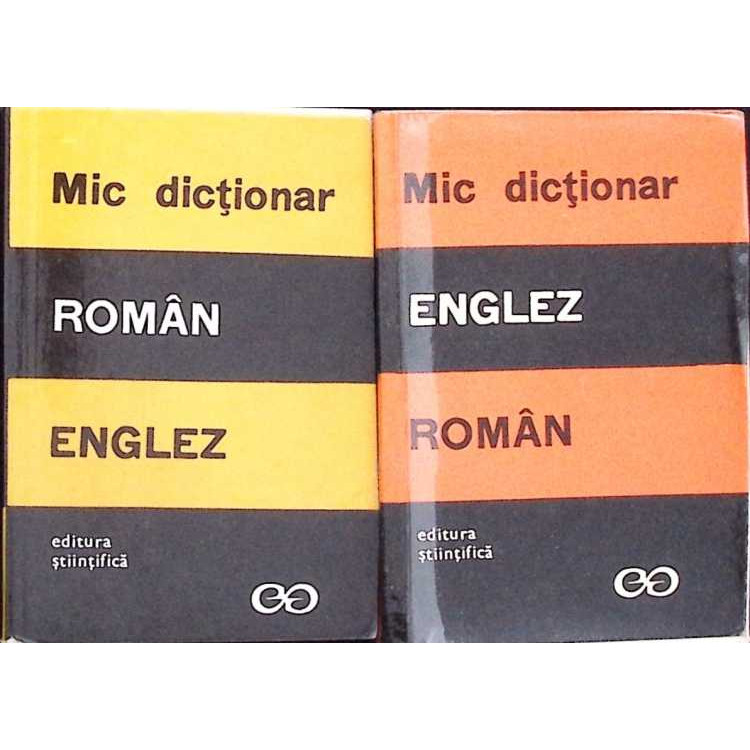 Mic dicţionar
ROMÂN
ENGLEZ
editura
ştiinţifică
Mic dicţionar
ENGLEZ
ROMÂN
editura
ştiinţifică